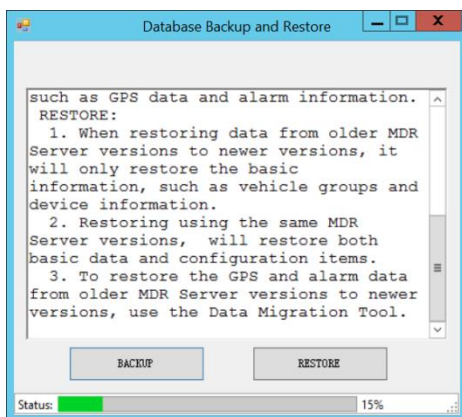 Database Backup and Restore
such as GPS data and alarm information.
RESTORE:
1. When restoring data from older MDR
Server versions to newer versions, it
will only restore the basic
information, such as vehicle groups and
device information.
2. Restoring using the same MDR
Server versions,  will restore both
basic data and configuration items.
3. To restore the GPS and alarm data
from older MDR Server versions to newer
versions, use the Data Migration Tool.
BACKUP RESTORE
Status: 15%